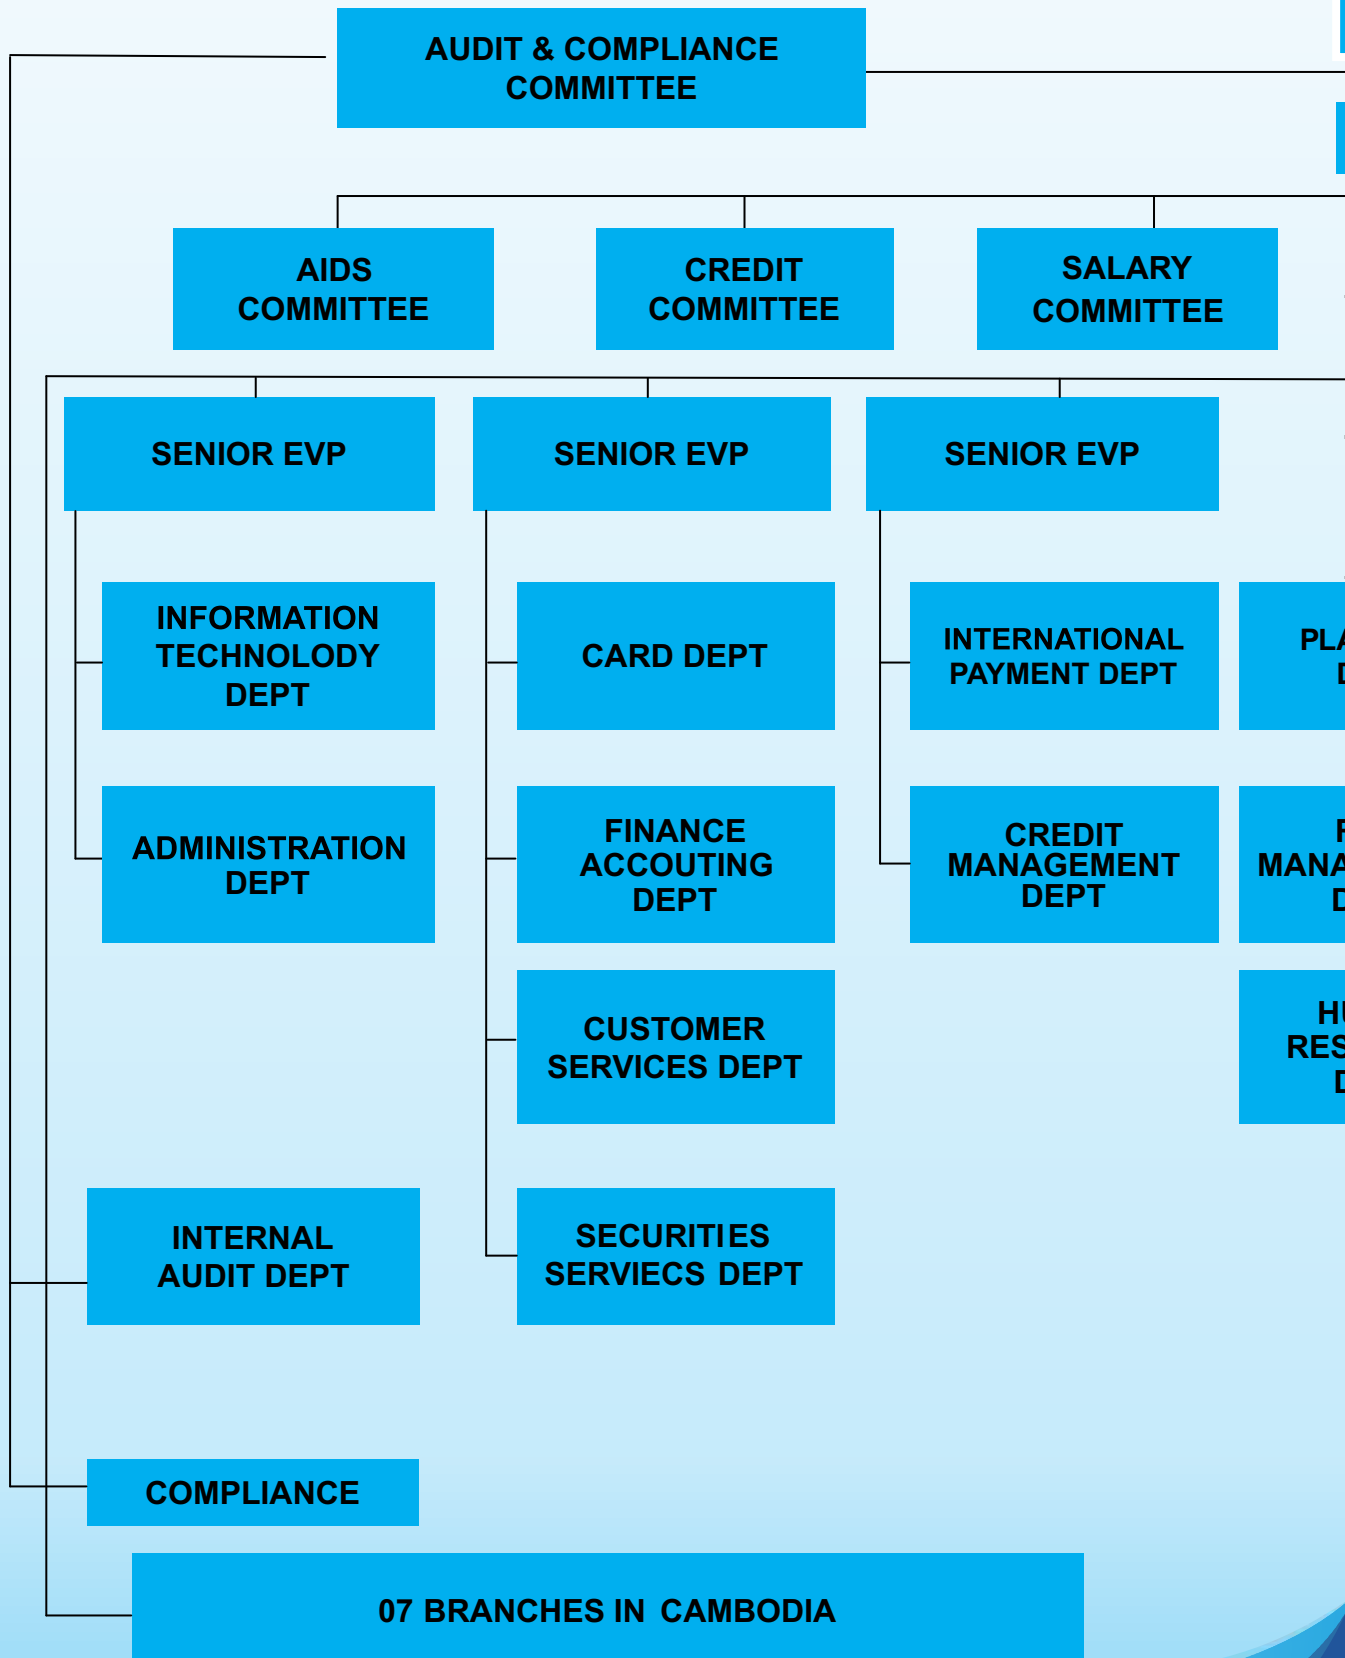 AUDIT & COMPLIANCE
COMMITTEE
AIDS
COMMITTEE
CREDIT
COMMITTEE
SALARY
COMMITTEE
SENIOR EVP
SENIOR EVP
SENIOR EVP
INFORMATION
TECHNOLODY
DEPT
CARD DEPT
INTERNATIONAL
PAYMENT DEPT
ADMINISTRATION
DEPT
FINANCE
ACCOUTING
DEPT
CREDIT
MANAGEMENT
DEPT
CUSTOMER
SERVICES DEPT
INTERNAL
AUDIT DEPT
SECURITIES
SERVIECS DEPT
COMPLIANCE
07 BRANCHES IN CAMBODIA